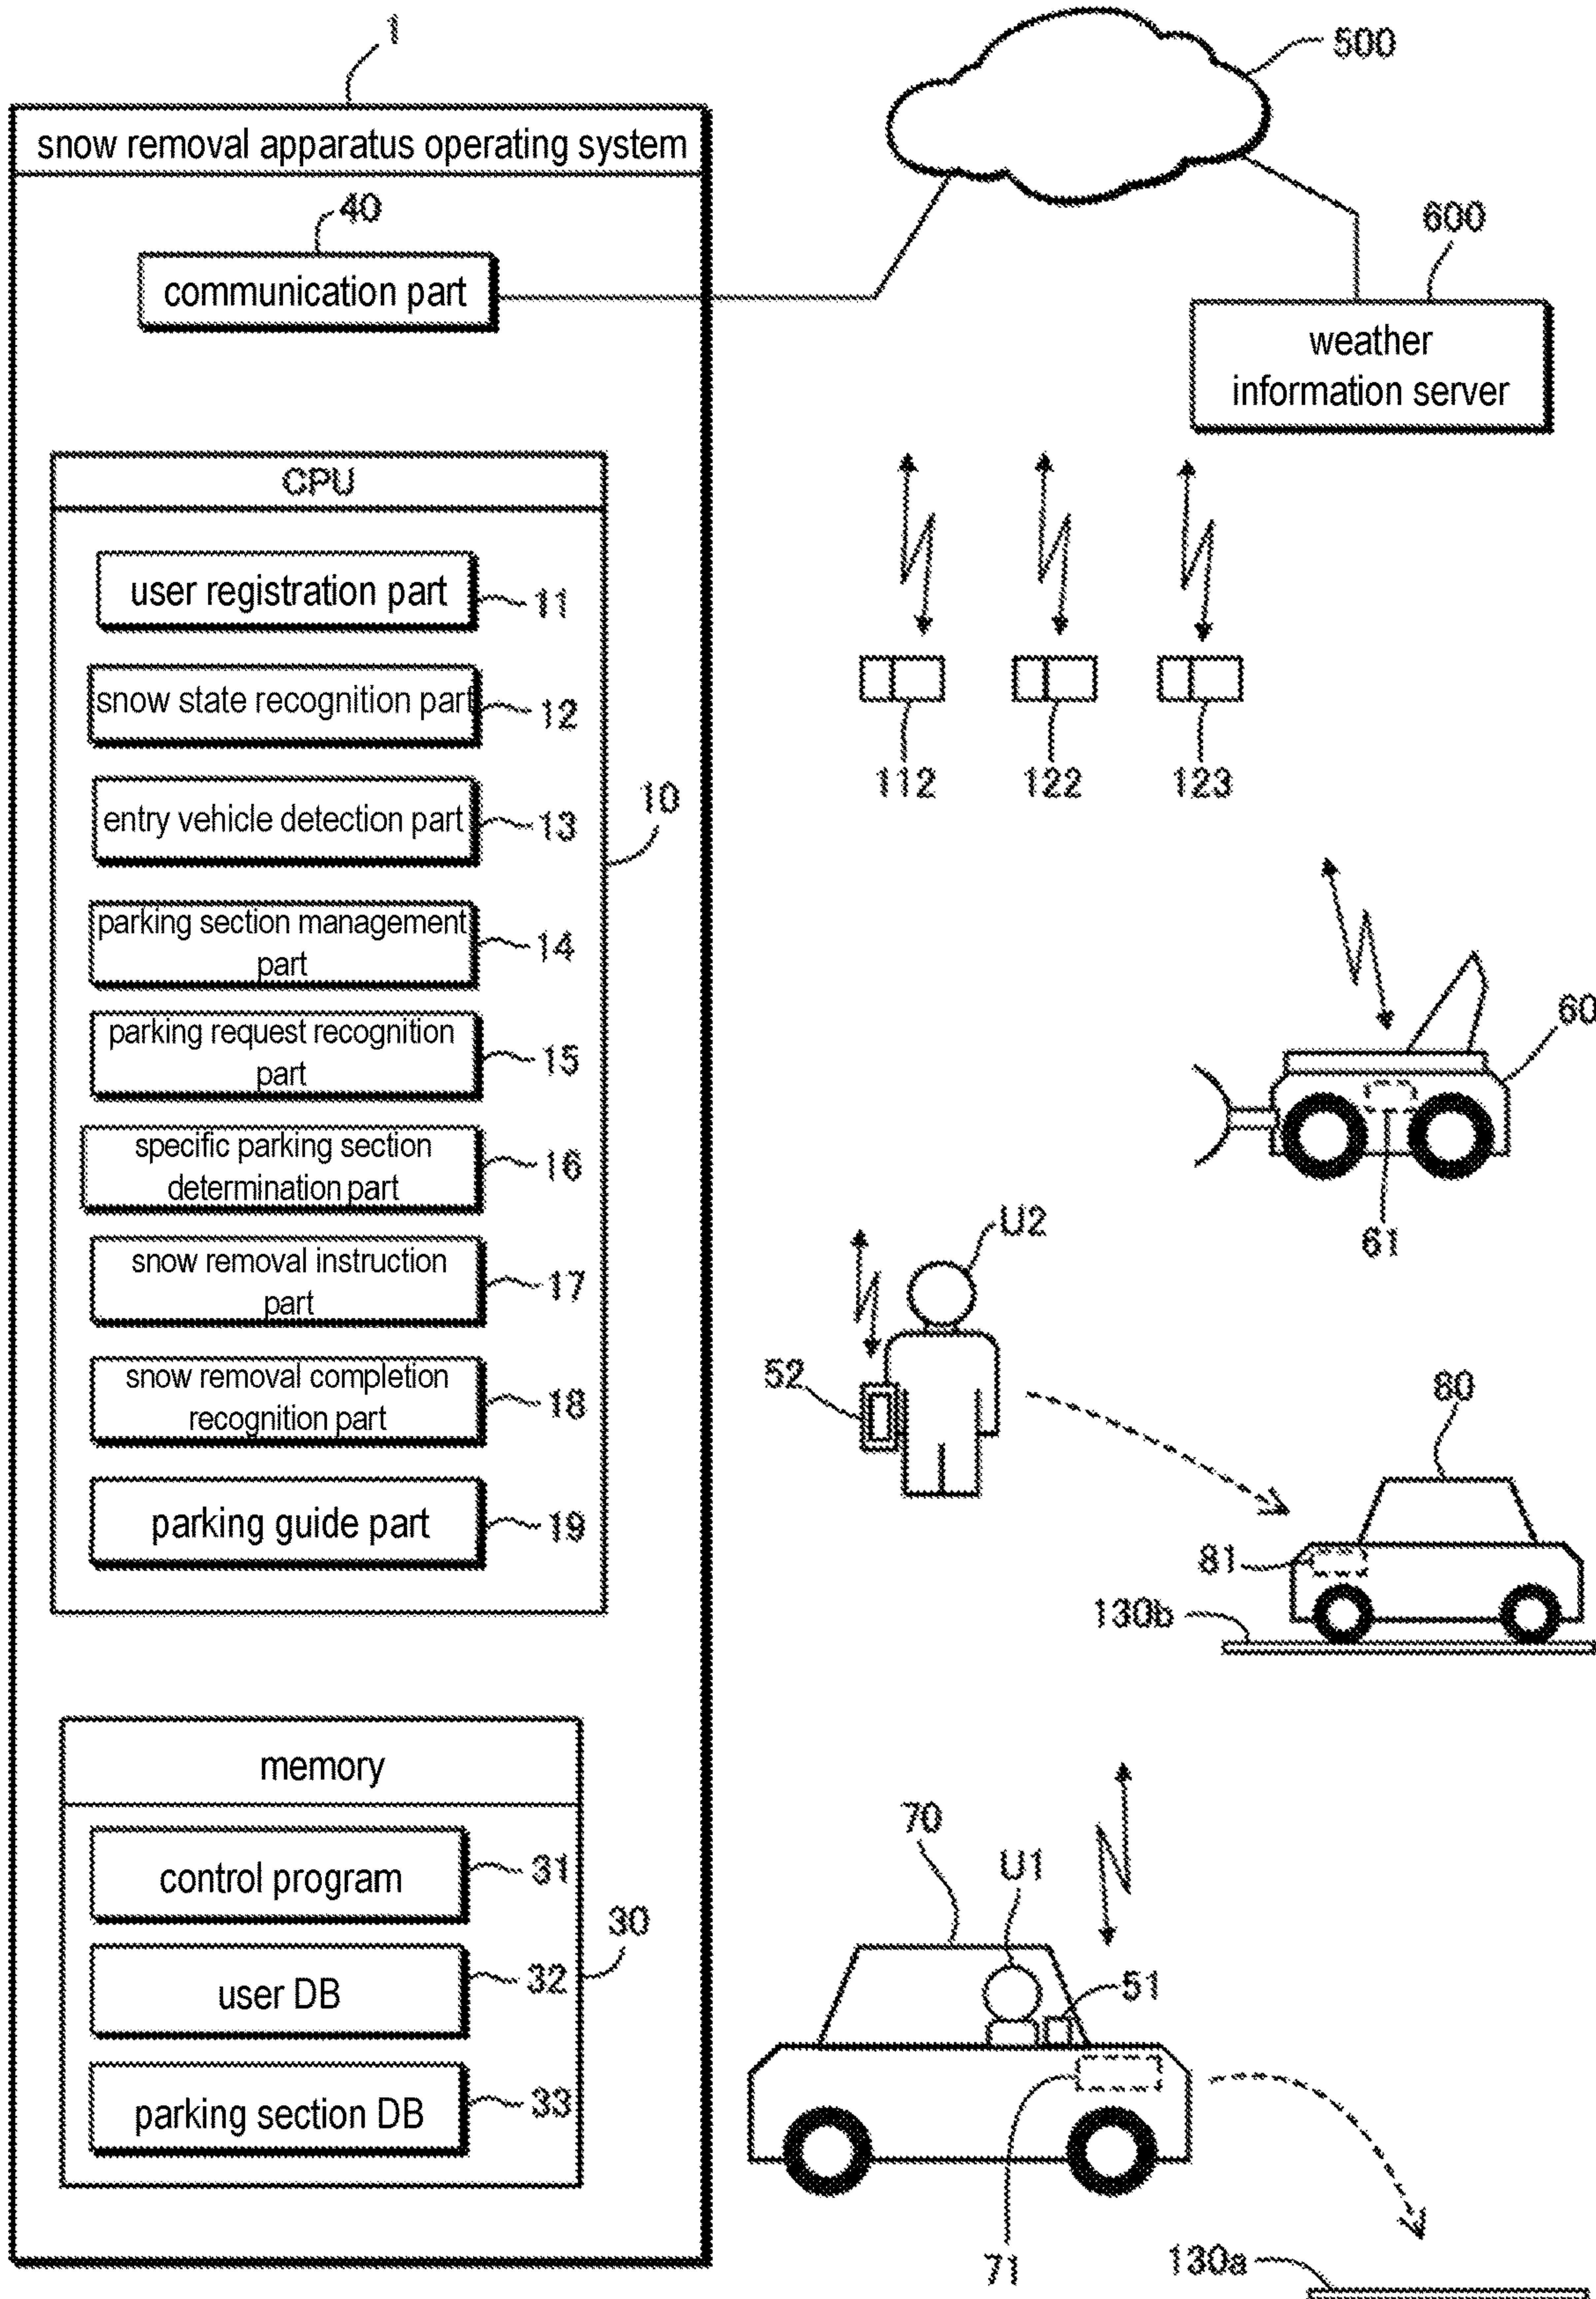 1
500
snow removal apparatus operating system
40
600
communication part
weather
information server
CPU
user registration part
11
snow state recognition part
12
112
122
123
entry vehicle detection part
13
10
parking section management
part
14
parking request recognition
part
15
60
specific parking section
determination part
16
61
U2
snow removal instruction
part
17
52
snow removal completion
recognition part
18
80
parking guide part
19
81
130b
memory
70
U1
control program
31
30
51
user DB
32
parking section DB
33
71
130a